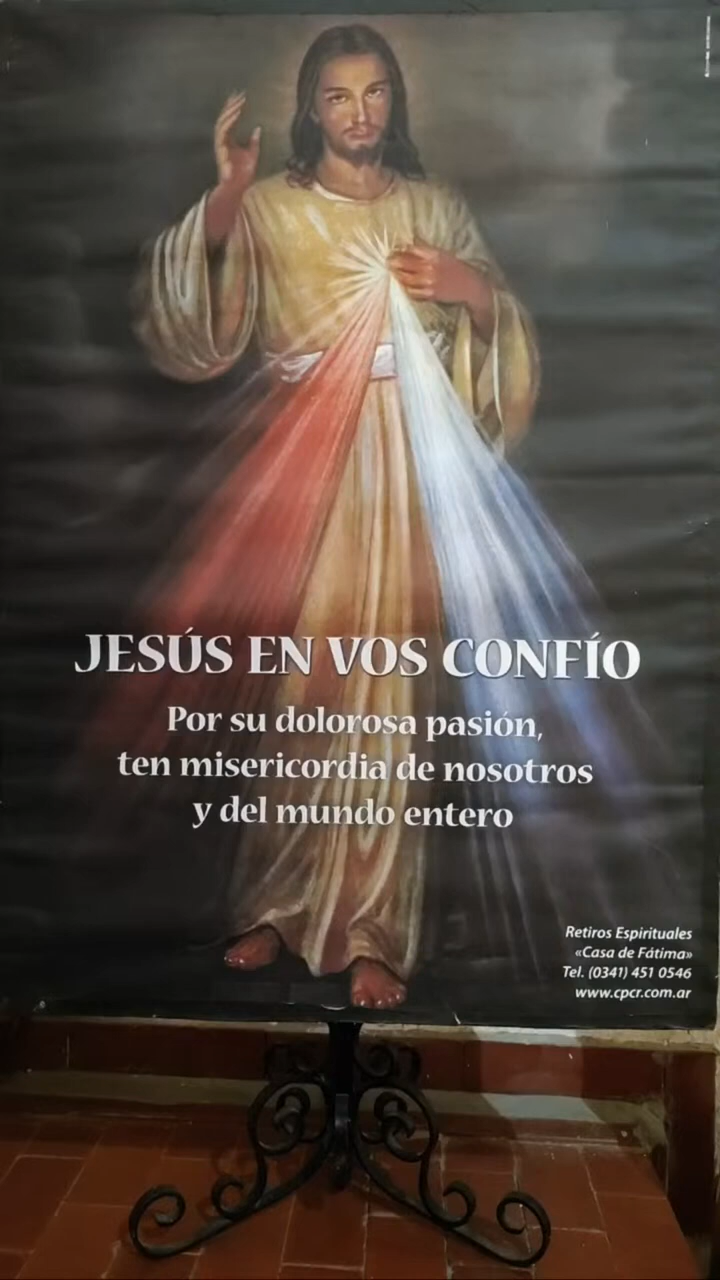 JESÚS EN VOS CONFÍO
Por su dolorosa pasión,
ten misericordia de nosotros
y del mundo entero
Retiros Espirituales
«Casa de Fátima»
Tel. (0341) 451 0546
www.cpcr.com.ar